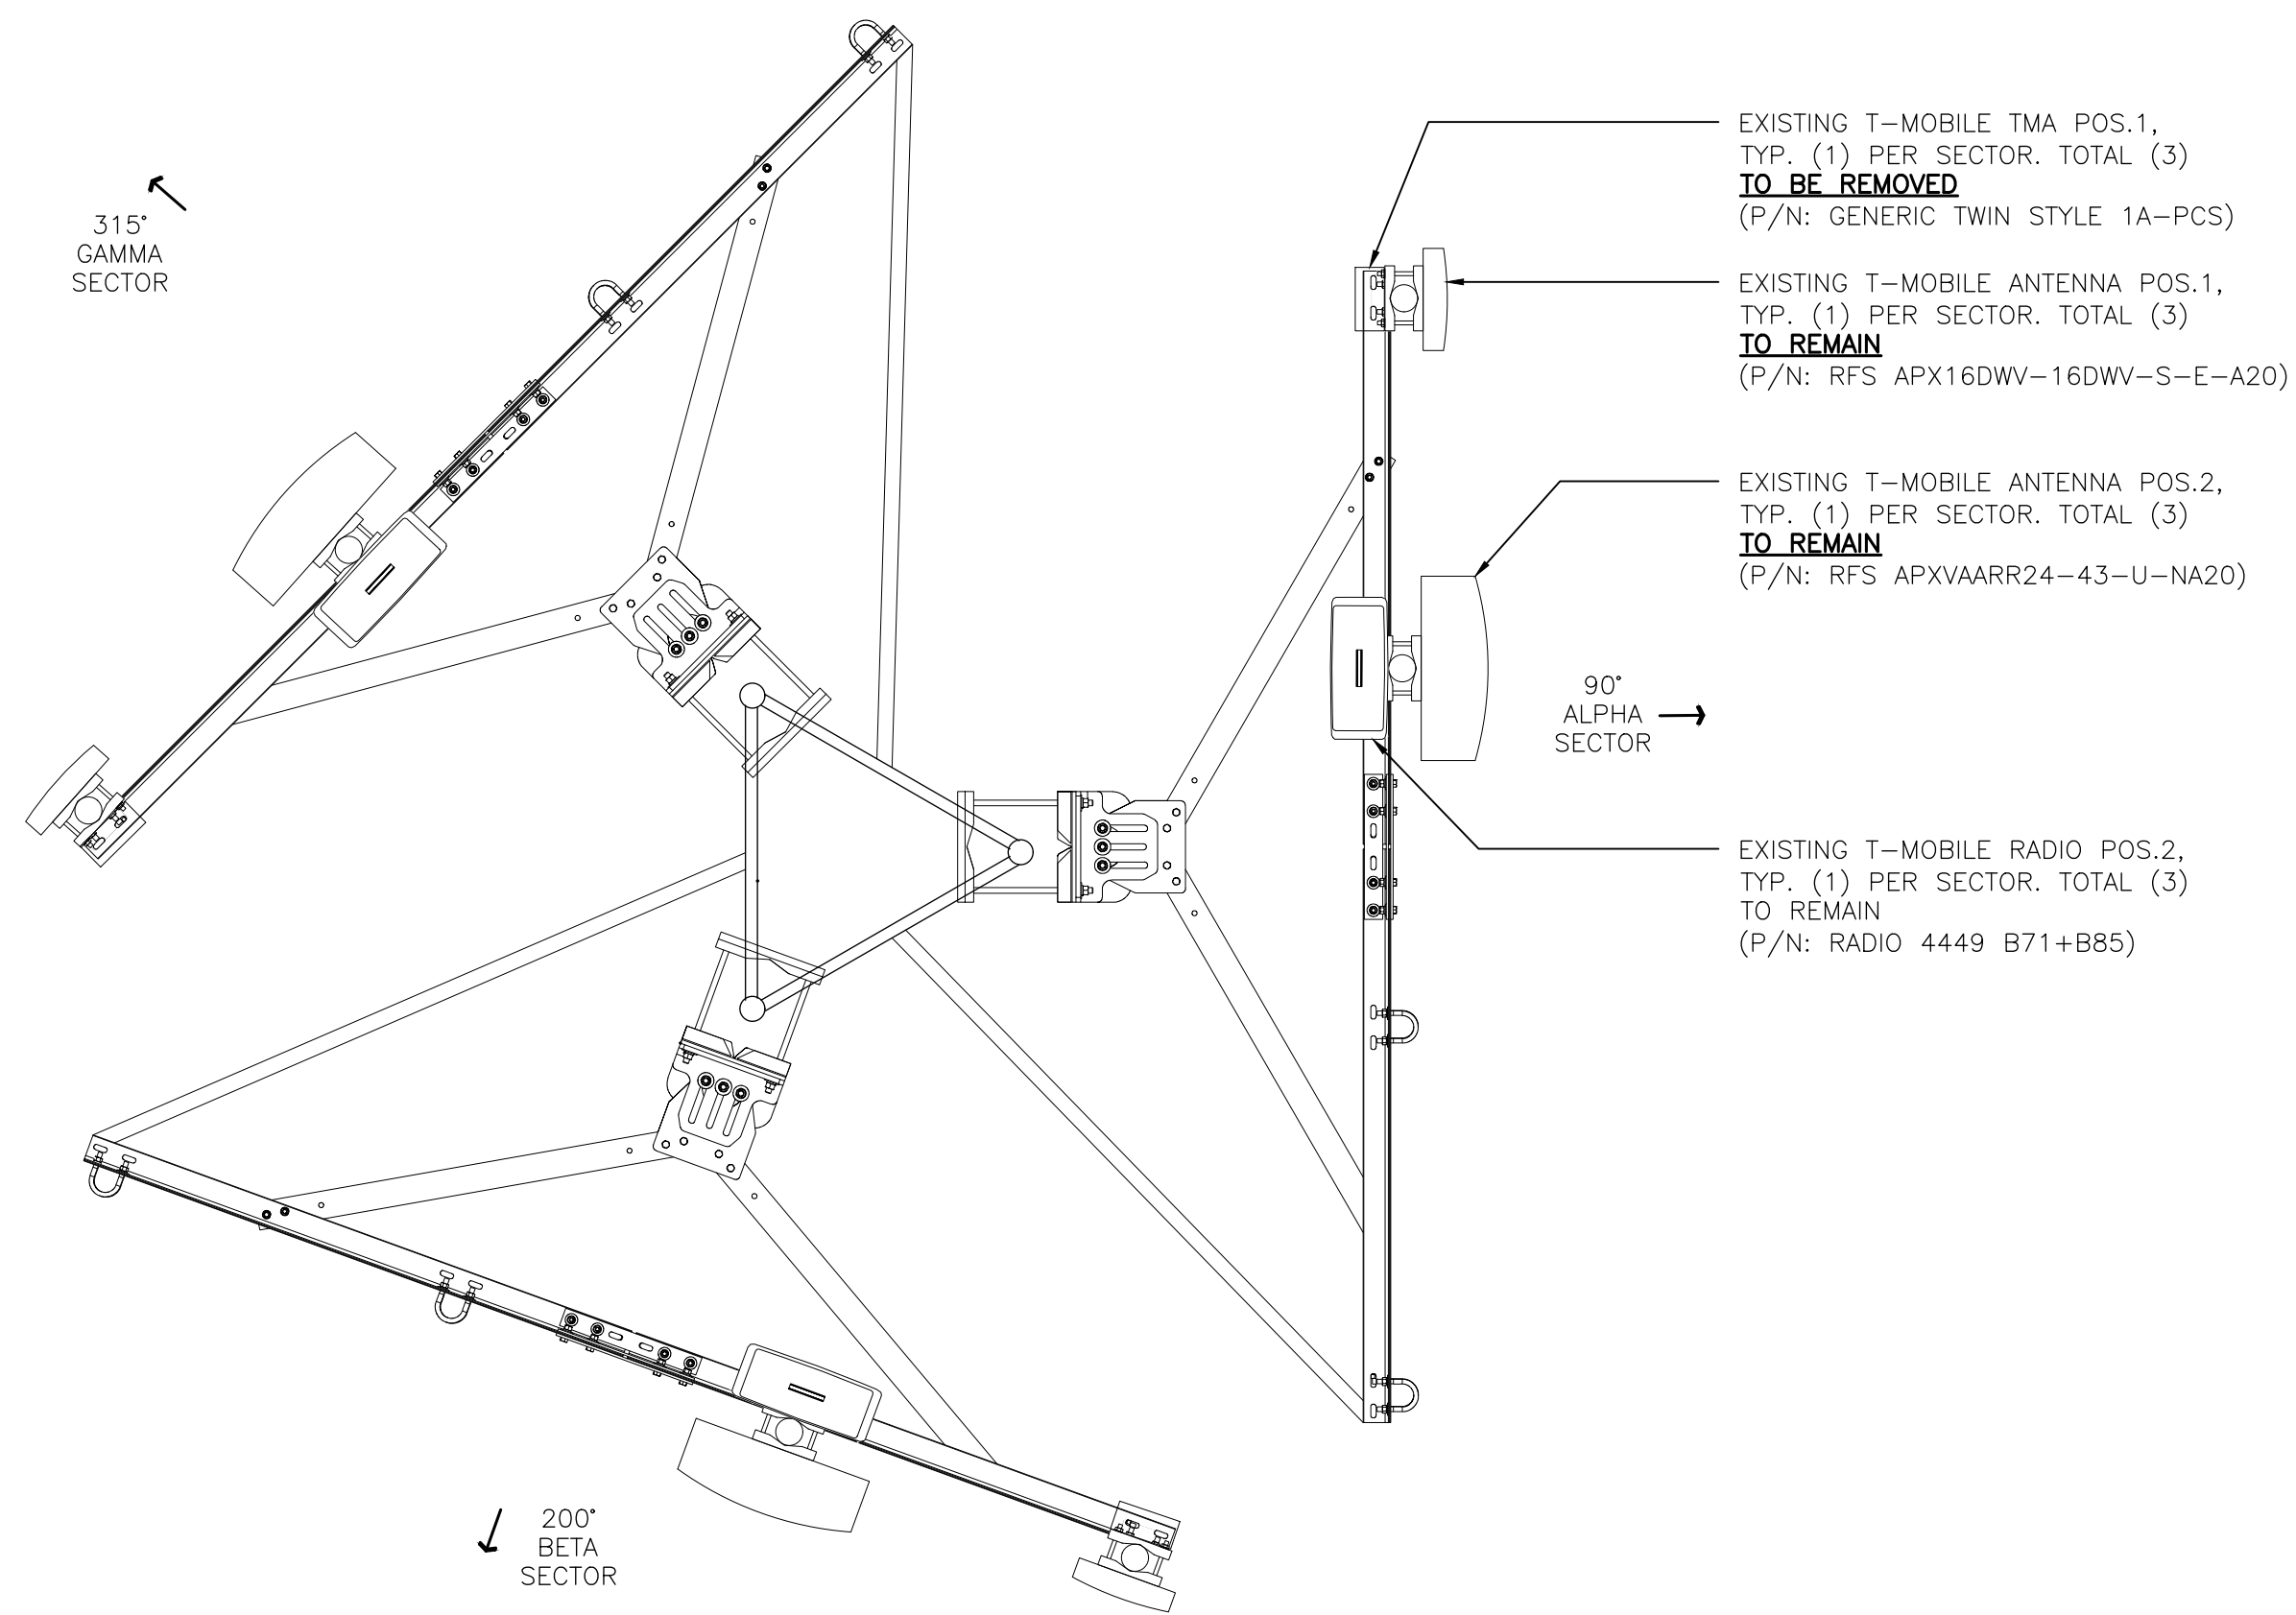 EXISTING T-MOBILE TMA POS.1,
TYP. (1) PER SECTOR. TOTAL (3)
TO BE REMOVED
(P/N: GENERIC TWIN STYLE 1A-PCS)
EXISTING T-MOBILE ANTENNA POS.1,
TYP. (1) PER SECTOR. TOTAL (3)
TO REMAIN
(P/N: RFS APX16DWV-16DWV-S-E-A20)
EXISTING T-MOBILE ANTENNA POS.2,
TYP. (1) PER SECTOR. TOTAL (3)
TO REMAIN
(P/N: RFS APXVAARR24-43-U-NA20)
EXISTING T-MOBILE RADIO POS.2,
TYP. (1) PER SECTOR. TOTAL (3)
TO REMAIN
(P/N: RADIO 4449 B71+B85)
315°
GAMMA
SECTOR
90°
ALPHA
SECTOR
200°
BETA
SECTOR